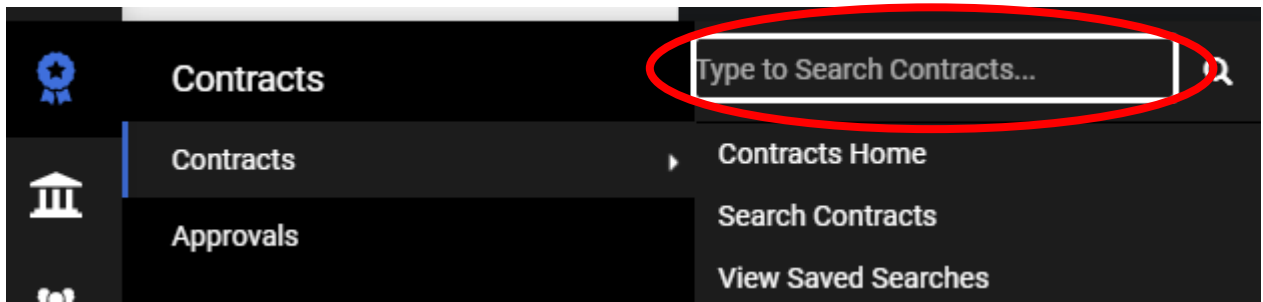 Contracts
Type to Search Contracts...
Contracts
Contracts Home
Search Contracts
Approvals
View Saved Searches